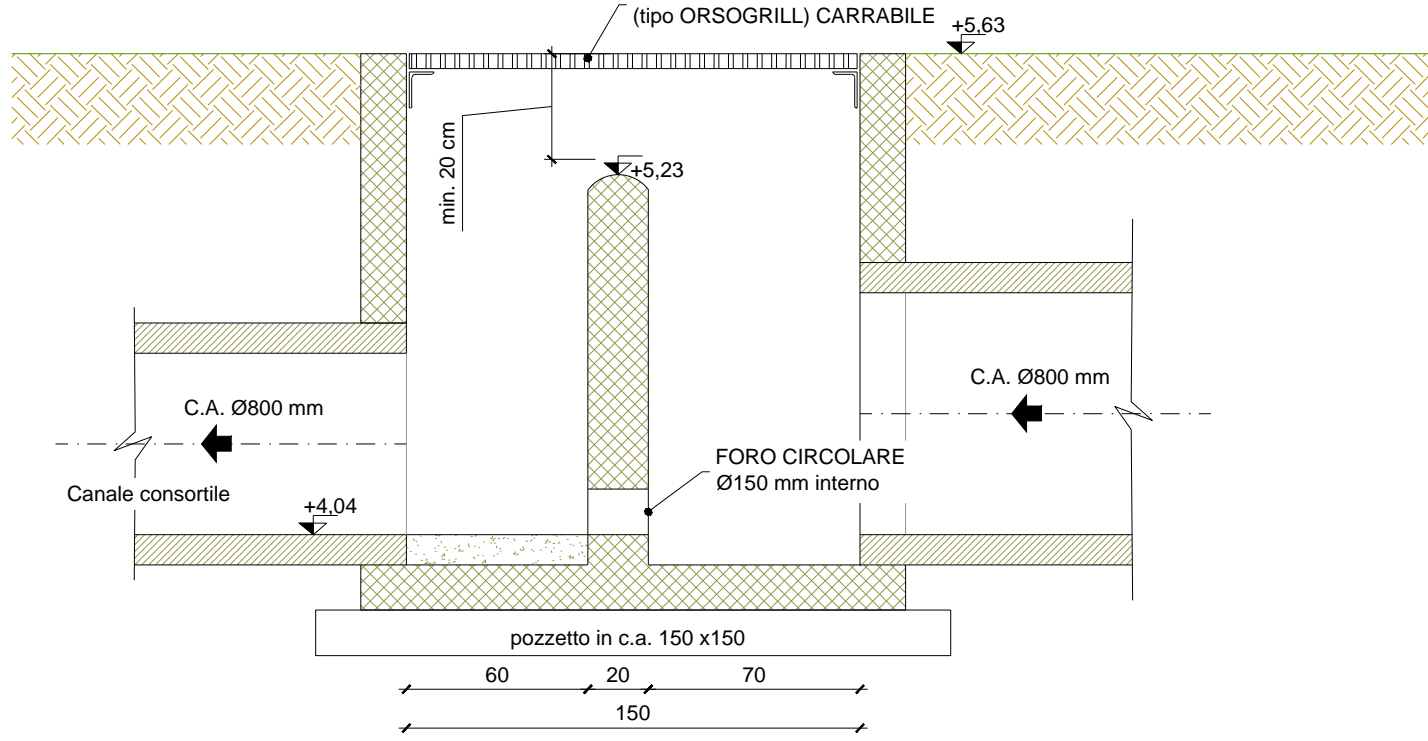 (tipo ORSOGRILL) CARRABILE
+5,63
min. 20 cm
+5,23
C.A. Ø800 mm
C.A. Ø800 mm
FORO CIRCOLARE
Ø150 mm interno
Canale consortile
+4,04
pozzetto in c.a. 150 x150
60
20
70
150